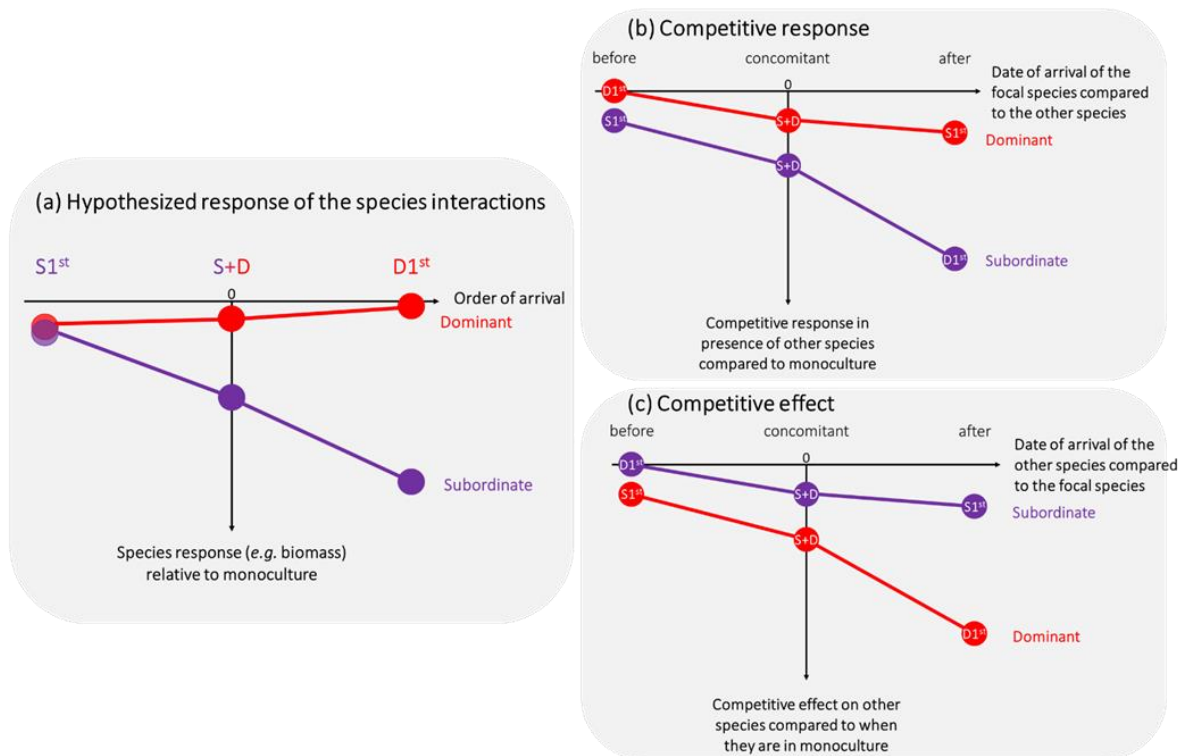 (a) Hypothesized response of the species interactions
S1st
S+D
D1st
0
Order of arrival
Dominant
Subordinate
Species response (e.g. biomass)
relative to monoculture
(b) Competitive response
before
concomitant
after
0
Date of arrival of the
focal species compared
to the other species
D1st
S1st
S+D
S+D
S1st
Dominant
D1st
Subordinate
Competitive response in
presence of other species
compared to monoculture
(c) Competitive effect
before
concomitant
after
0
Date of arrival of the
other species compared
to the focal species
D1st
S1st
S+D
S+D
S1st
Subordinate
D1st
Dominant
Competitive effect on other
species compared to when
they are in monoculture